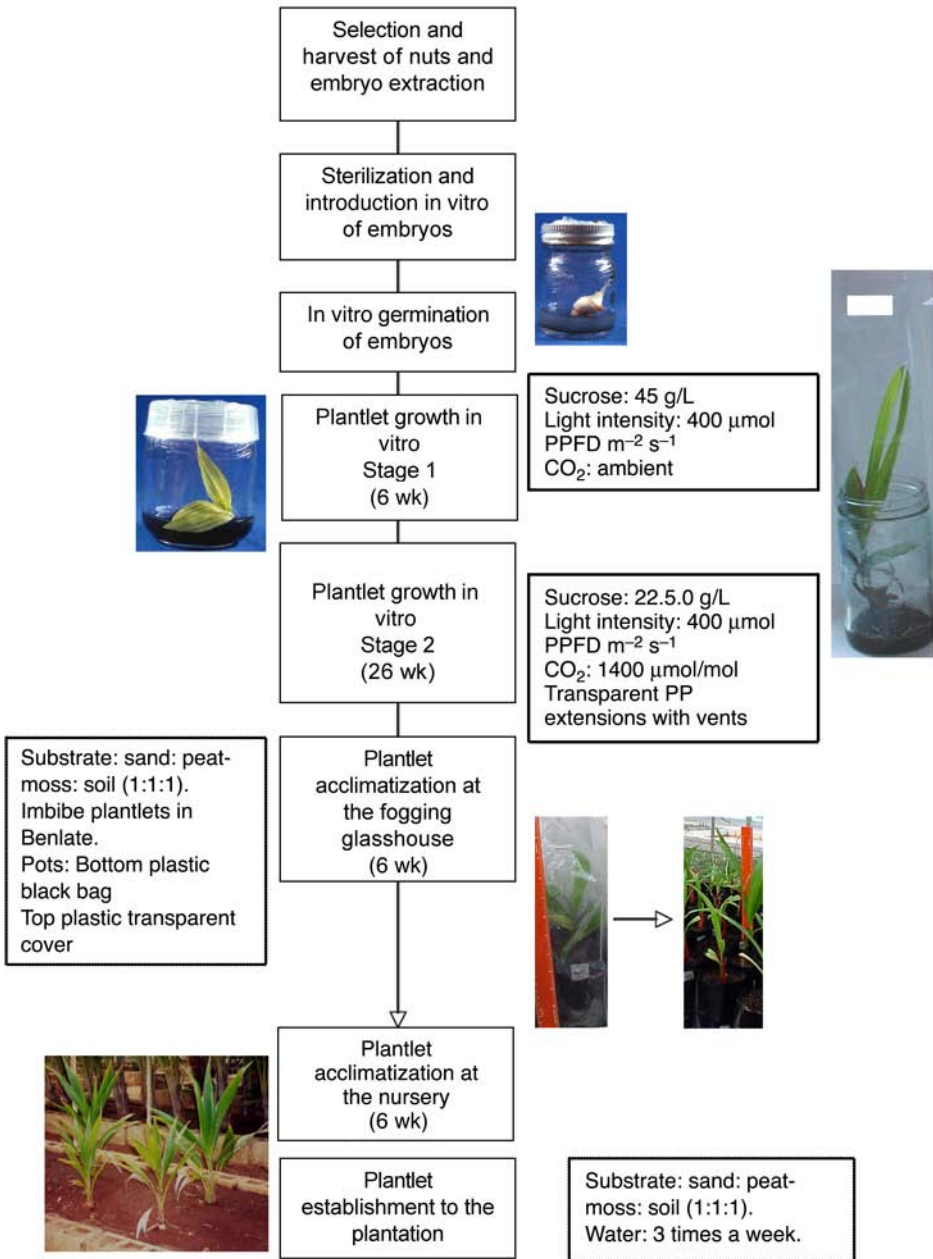 Selection and
harvest of nuts and
embryo extraction
Sterilization and
introduction in vitro
of embryos
In vitro germination
of embryos
Plantlet growth in
vitro
Stage 1
(6 wk)
Sucrose: 45 g/L
Light intensity: 400 μmol
PPFD m⁻² s⁻¹
CO₂: ambient
Plantlet growth in
vitro
Stage 2
(26 wk)
Sucrose: 22.5.0 g/L
Light intensity: 400 μmol
PPFD m⁻² s⁻¹
CO₂: 1400 μmol/mol
Transparent PP
extensions with vents
Substrate: sand: peat-
moss: soil (1:1:1).
Imbibe plantlets in
Benlate.
Pots: Bottom plastic
black bag
Top plastic transparent
cover
Plantlet
acclimatization at
the fogging
glasshouse
(6 wk)
Plantlet
acclimatization at
the nursery
(6 wk)
Plantlet
establishment to the
plantation
Substrate: sand: peat-
moss: soil (1:1:1).
Water: 3 times a week.